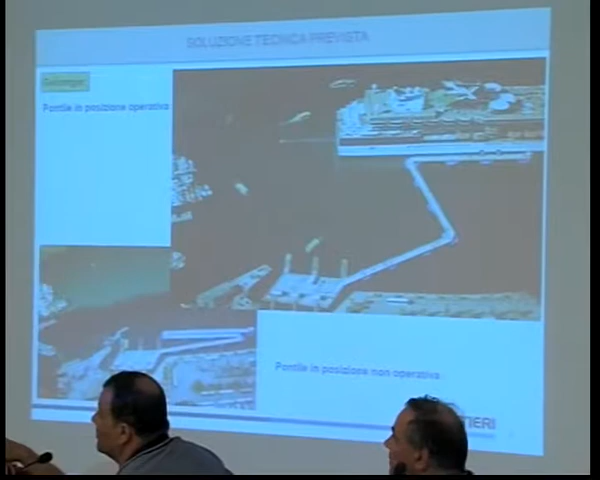 SOLUZIONE TECNICA PREVISTA
Pontile in posizione operativa
Pontile in posizione non operativa
TIERI